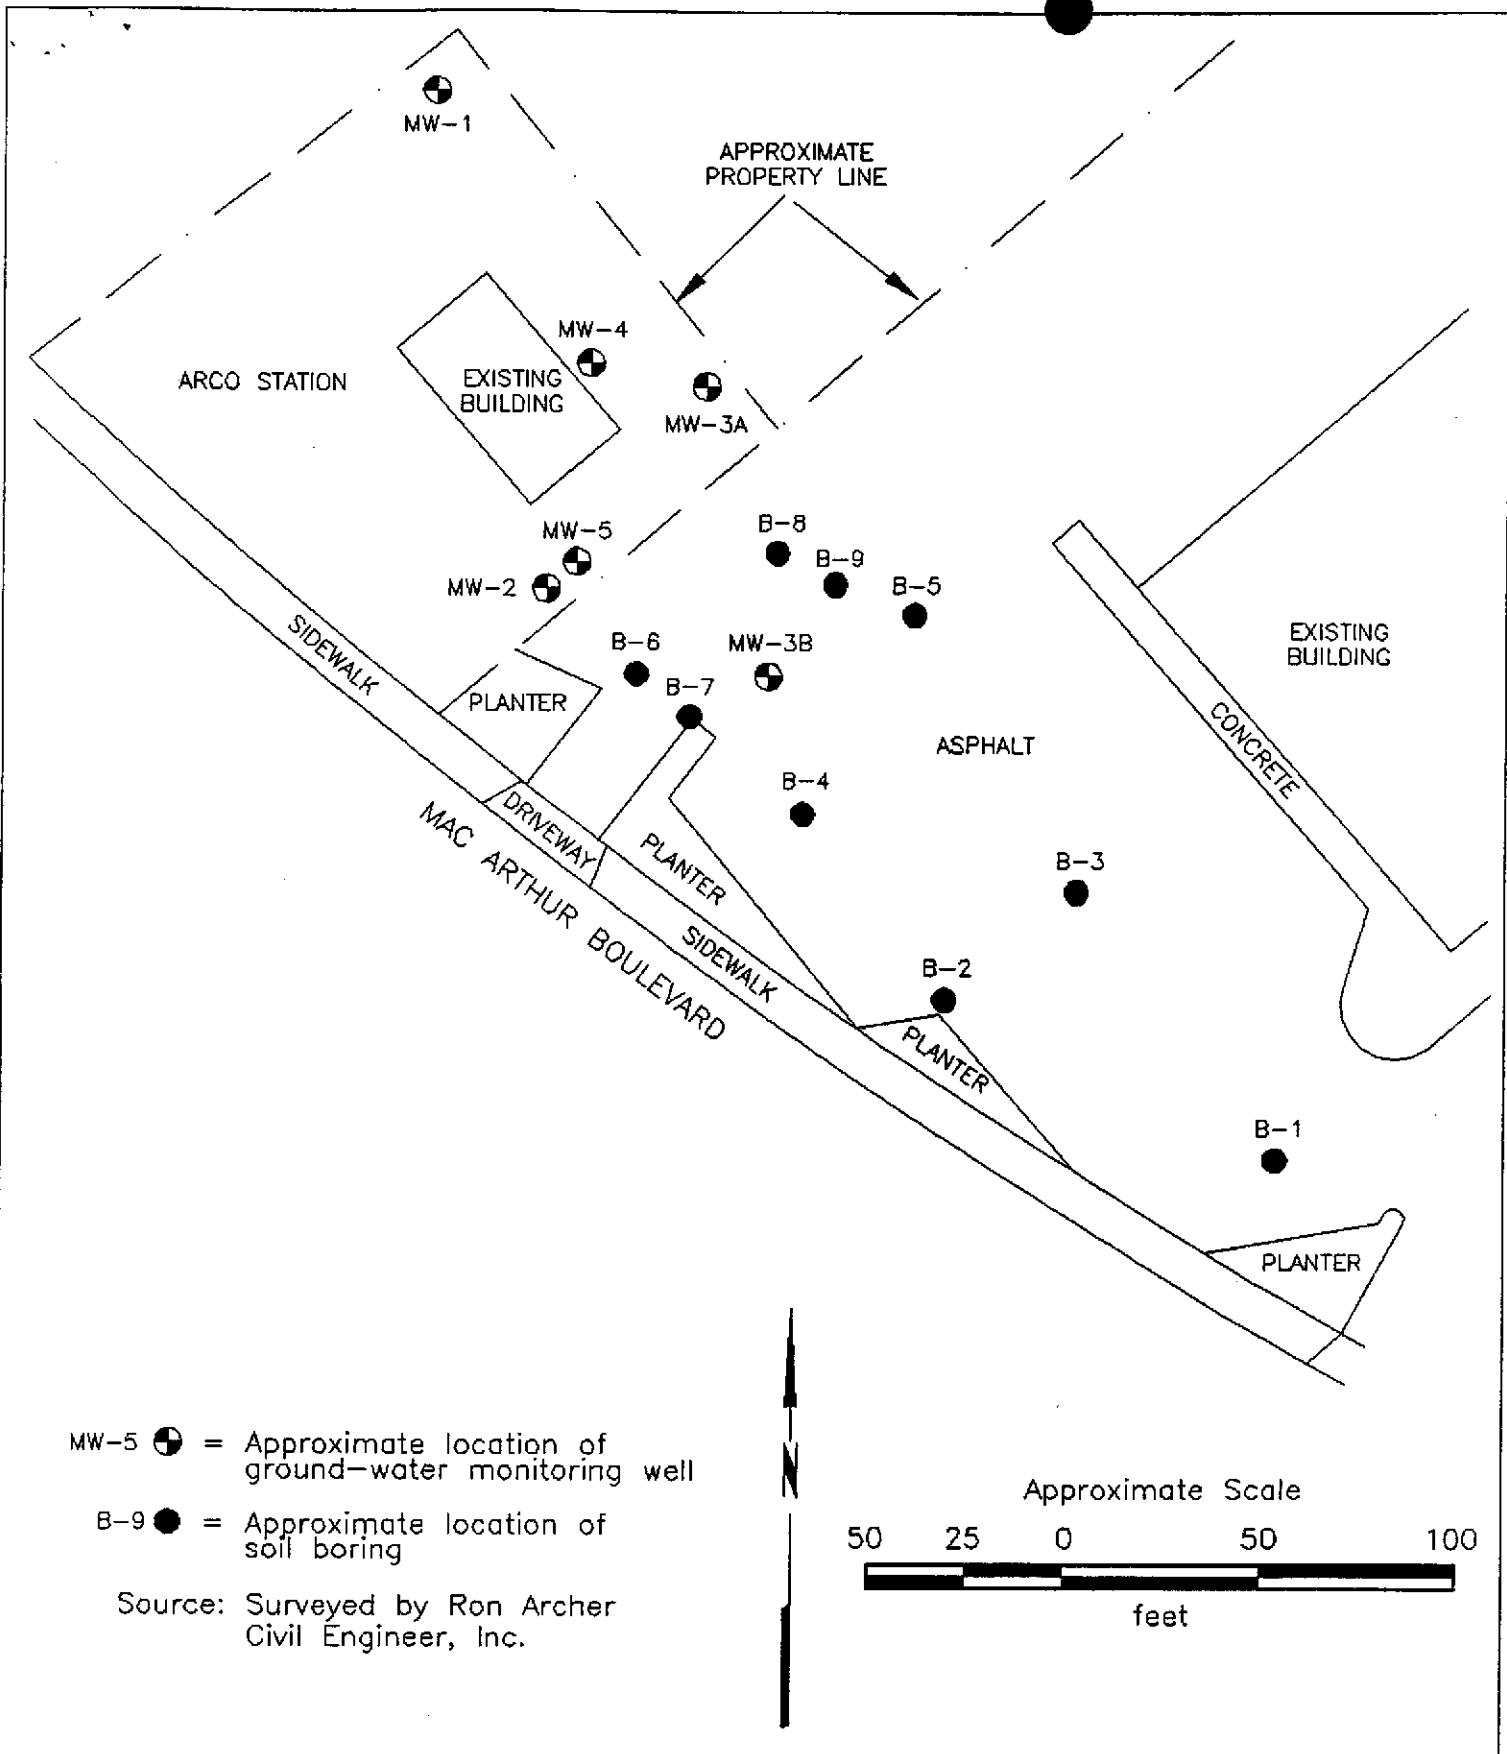 MW-1
APPROXIMATE
PROPERTY LINE
MW-4
ARCO STATION
EXISTING
BUILDING
MW-3A
MW-5
MW-2
B-8
B-9
B-5
SIDEWALK
B-6
MW-3B
EXISTING
BUILDING
PLANTER
B-7
ASPHALT
CONCRETE
B-4
DRIVEWAY
PLANTER
MAC ARTHUR BOULEVARD
B-3
SIDEWALK
B-2
PLANTER
B-1
PLANTER
N
MW-5 = Approximate location of
ground-water monitoring well
B-9 = Approximate location of
soil boring
Source: Surveyed by Ron Archer
Civil Engineer, Inc.
Approximate Scale
50 25 0 50 100
feet